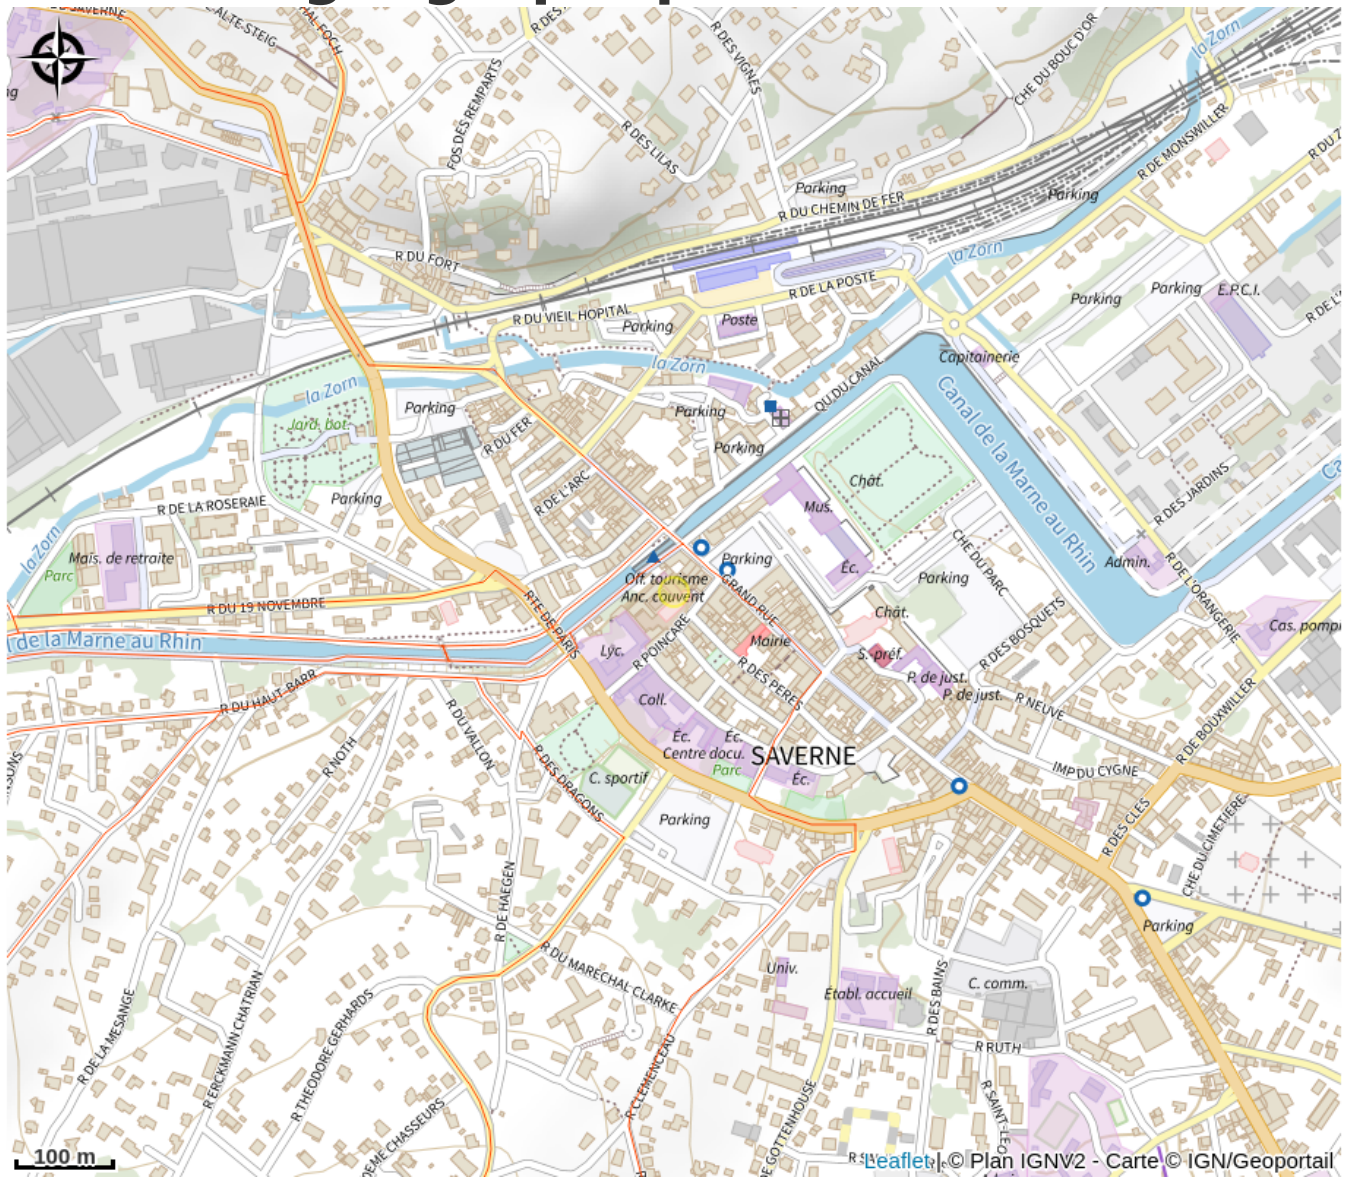 SAVERNE
R DES VIGNES
CHE DU BOUC D'OR
la Zorn
FOS DES REMPARTS
R DES LILAS
R DE MONSWILLER
Parking
Parking
R DU CHEMIN DE FER
R DU FORT
la Zorn
R DE LA POSTE
Parking
Parking
E.P.C.I.
R DU VIEIL HOPITAL
Parking
Poste
Capitainerie
la Zorn
la Zorn
QU DU CANAL
Canal de la Marne au Rhin
Parking
Parking
Jard. bot.
R DU FER
Parking
R DE L'ARC
Chât.
R DES JARDINS
R DE LA ROSERAIE
Parking
Mus.
la Zorn
Mais. de retraite
Parc
Off. tourisme
Anc. couvent
Parking
Éc.
Parking
CHE DU PARC
Admin.
R DE L'ORANGERIE
R DU 19 NOVEMBRE
RTE DE PARIS
GRAND RUE
Chât.
R DES BOSQUETS
Cas. pomp
l de la Marne au Rhin
Lyc.
R POINCARE
Mairie
S.-préf.
P. de just.
P. de just.
R DES PERES
R NEUVE
R DU HAUT-BARR
R DU VALLON
Coll.
R DE BOUXWILLER
R NOTH
Éc.
Éc.
Centre docu.
SAVERNE
Parc
Éc.
IMP DU CYGNE
R DES DRAGONS
C. sportif
Parking
R DES CLES
CHE DU CIMETIERE
R DE HAEGEN
Parking
R DU MARECHAL CLARKE
Univ.
Établ. accueil
C. comm.
R DES BAINS
R DE LA MESANGE
R ERCKMANN CHATRIAN
R THEODORE GERHARDS
R RUTH
R CLEMENCEAU
100 m
Leaflet | © Plan IGNV2 - Carte © IGN/Geoportail